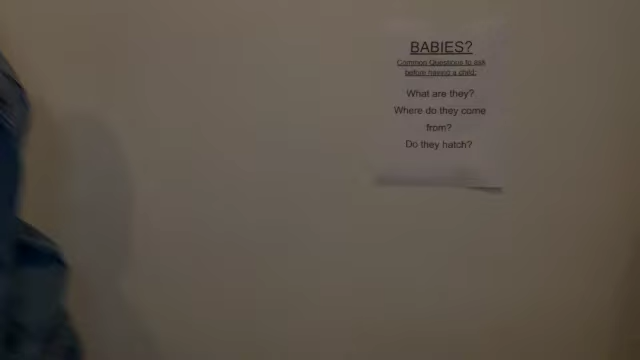 BABIES?
Common Questions to ask
before having a child:
What are they?
Where do they come
from?
Do they hatch?